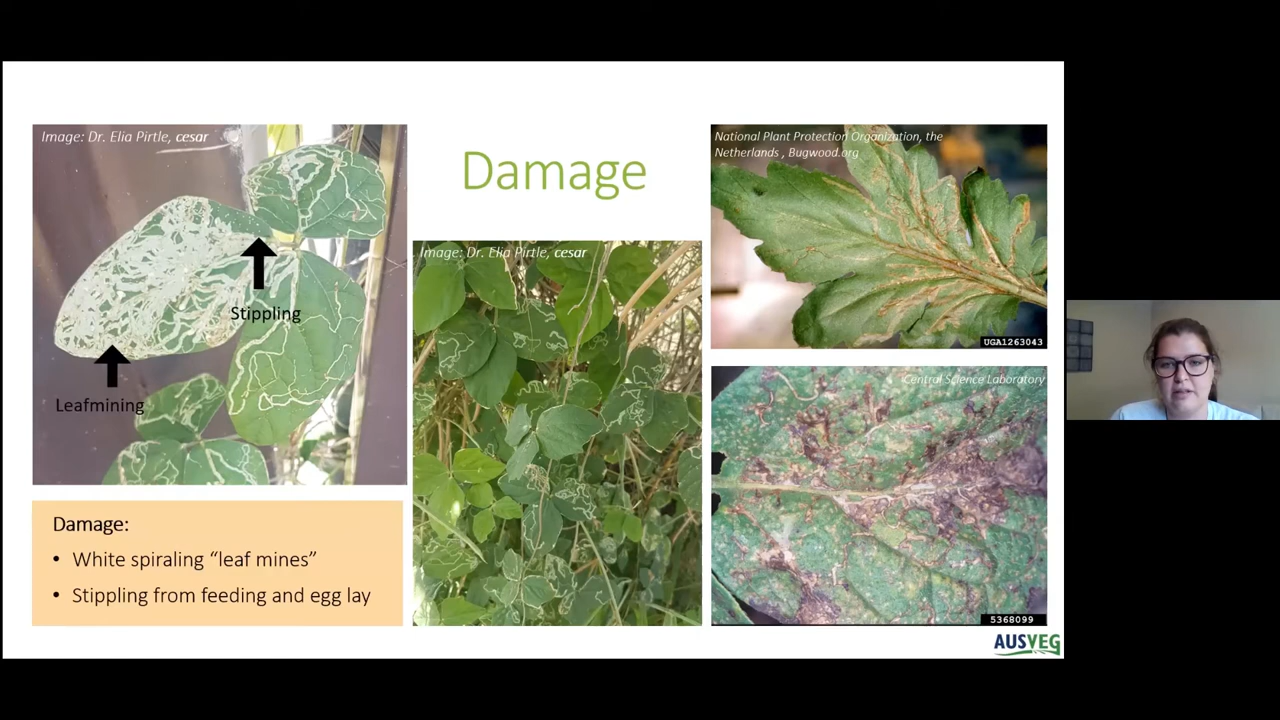 Image: Dr. Elia Pirtle, cesar
Stippling
Leafmining
Damage:
• White spiraling “leaf mines”
• Stippling from feeding and egg lay
Damage
Image: Dr. Elia Pirtle, cesar
National Plant Protection Organization, the
Netherlands , Bugwood.org
UGA1263043
Central Science Laboratory
5368099
AUSVEG